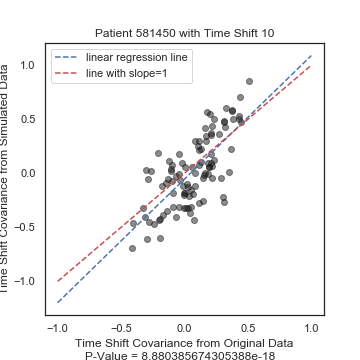 Patient 581450 with Time Shift 10
linear regression line
line with slope=1
Time Shift Covariance from Simulated Data
1.0
0.5
0.0
−0.5
−1.0
−1.0 −0.5 0.0 0.5 1.0
Time Shift Covariance from Original Data
P-Value = 8.880385674305388e-18